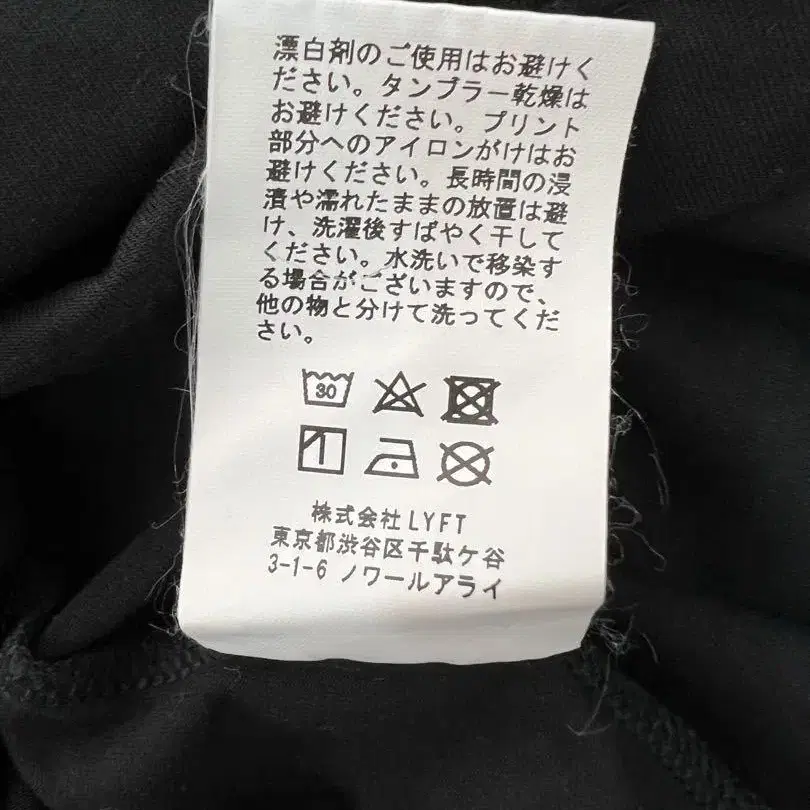 漂白剤のご使用はお避けく
ださい。タンブラー乾燥は
お避けください。プリント
部分へのアイロンがけはお
避けください。長時間の浸
漬や濡れたままの放置は避
け、洗濯後すばやく干して
ください。水洗いで移染す
る場合がございますので、
他の物と分けて洗ってくだ
さい。
30
株式会社LYFT
東京都渋谷区千駄ケ谷
3-1-6 ノワールアライ